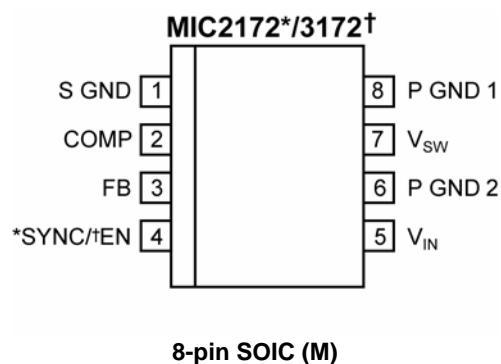 MIC2172*/3172†
S GND 1
COMP 2
FB 3
*SYNC/†EN 4
8 P GND 1
7 VSW
6 P GND 2
5 VIN
8-pin SOIC (M)